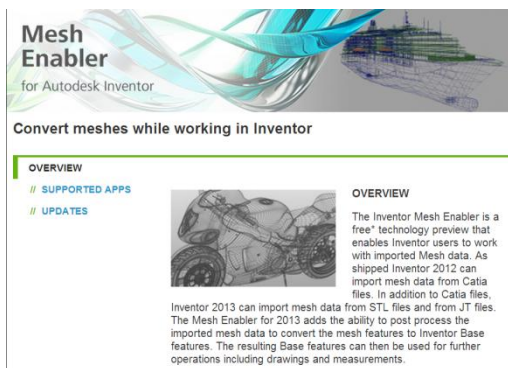 Mesh
Enabler
for Autodesk Inventor
Convert meshes while working in Inventor
OVERVIEW
// SUPPORTED APPS
// UPDATES
OVERVIEW
The Inventor Mesh Enabler is a
free* technology preview that
enables Inventor users to work
with imported Mesh data. As
shipped Inventor 2012 can
import mesh data from Catia
files. In addition to Catia files,
Inventor 2013 can import mesh data from STL files and from JT files.
The Mesh Enabler for 2013 adds the ability to post process the
imported mesh data to convert the mesh features to Inventor Base
features. The resulting Base features can then be used for further
operations including drawings and measurements.